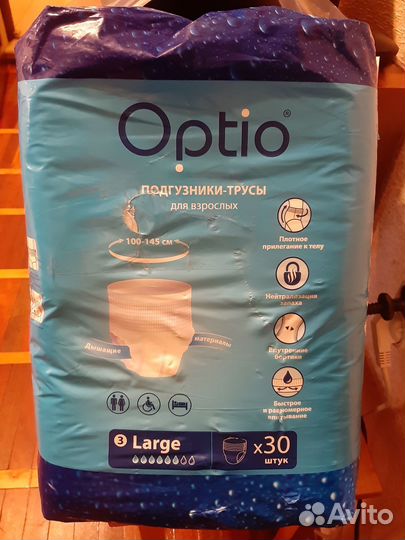 Optio®
ПОДГУЗНИКИ-ТРУСЫ
для взрослых
100-145 см
Плотное
прилегание к телу
Нейтрализация
запаха
Дышащие
материалы
Внутренние
бортики
Быстрое
и равномерное
впитывание
3 Large
x30
штук
Avito